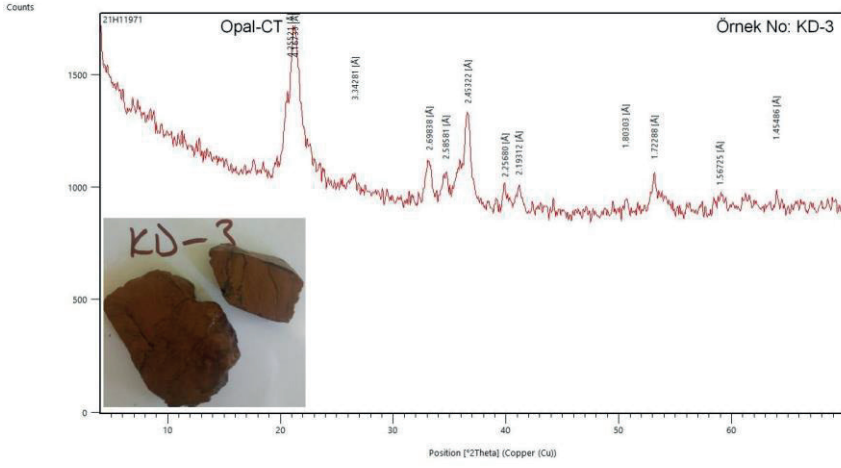 Counts
21H11971
Opal-CT
Örnek No: KD-3
3.34281 [Å]
2.69838 [Å]
2.58581 [Å]
2.45322 [Å]
2.25680 [Å]
2.19312 [Å]
1.80303 [Å]
1.72288 [Å]
1.56725 [Å]
1.45486 [Å]
1500
1000
500
0
KD-3
10
20
30
40
50
60
Position [°2Theta] (Copper (Cu))